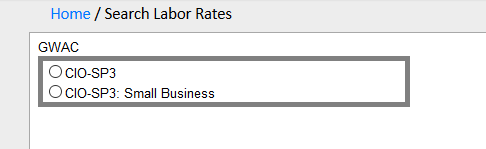 Home / Search Labor Rates
GWAC
CIO-SP3
CIO-SP3: Small Business